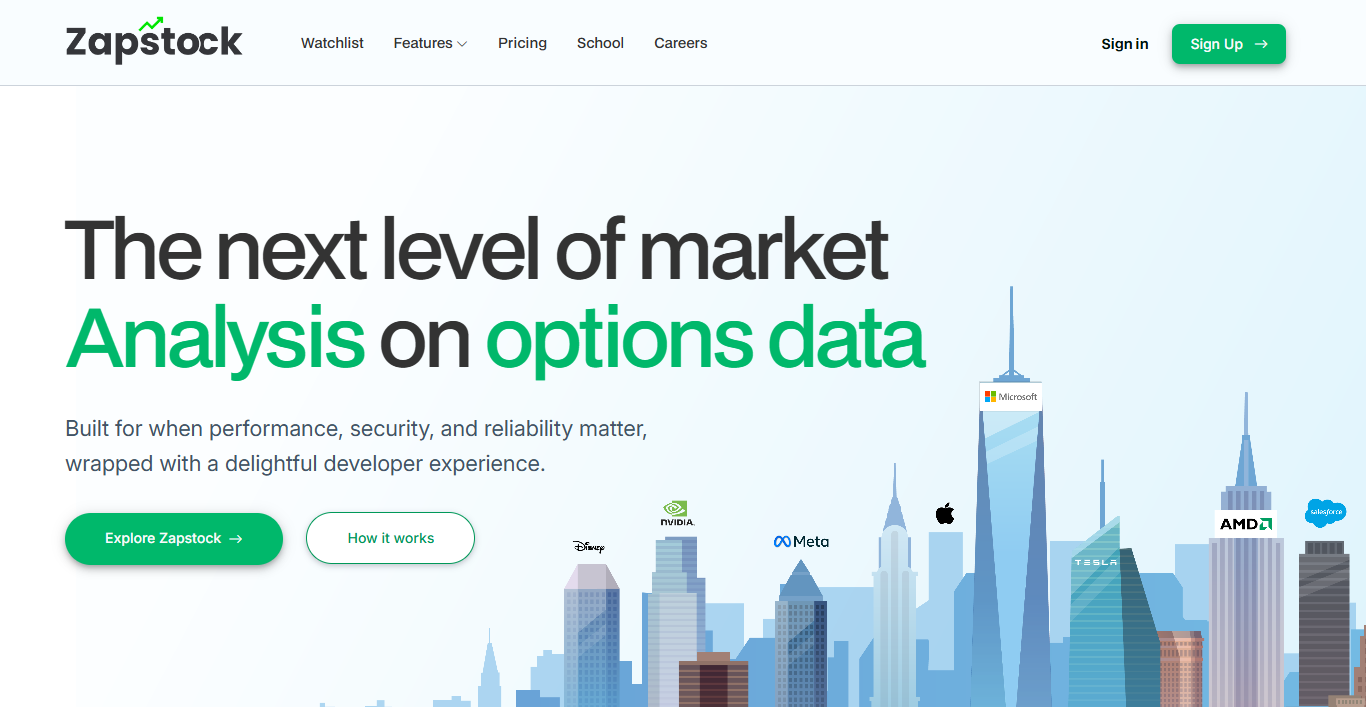 Zapstock
Watchlist
Features
Pricing
School
Careers
Sign in
Sign Up →
The next level of market
Analysis on options data
Built for when performance, security, and reliability matter,
wrapped with a delightful developer experience.
Explore Zapstock →
How it works
Microsoft
NVIDIA.
Disney
Meta
TESLA
AMD
salesforce